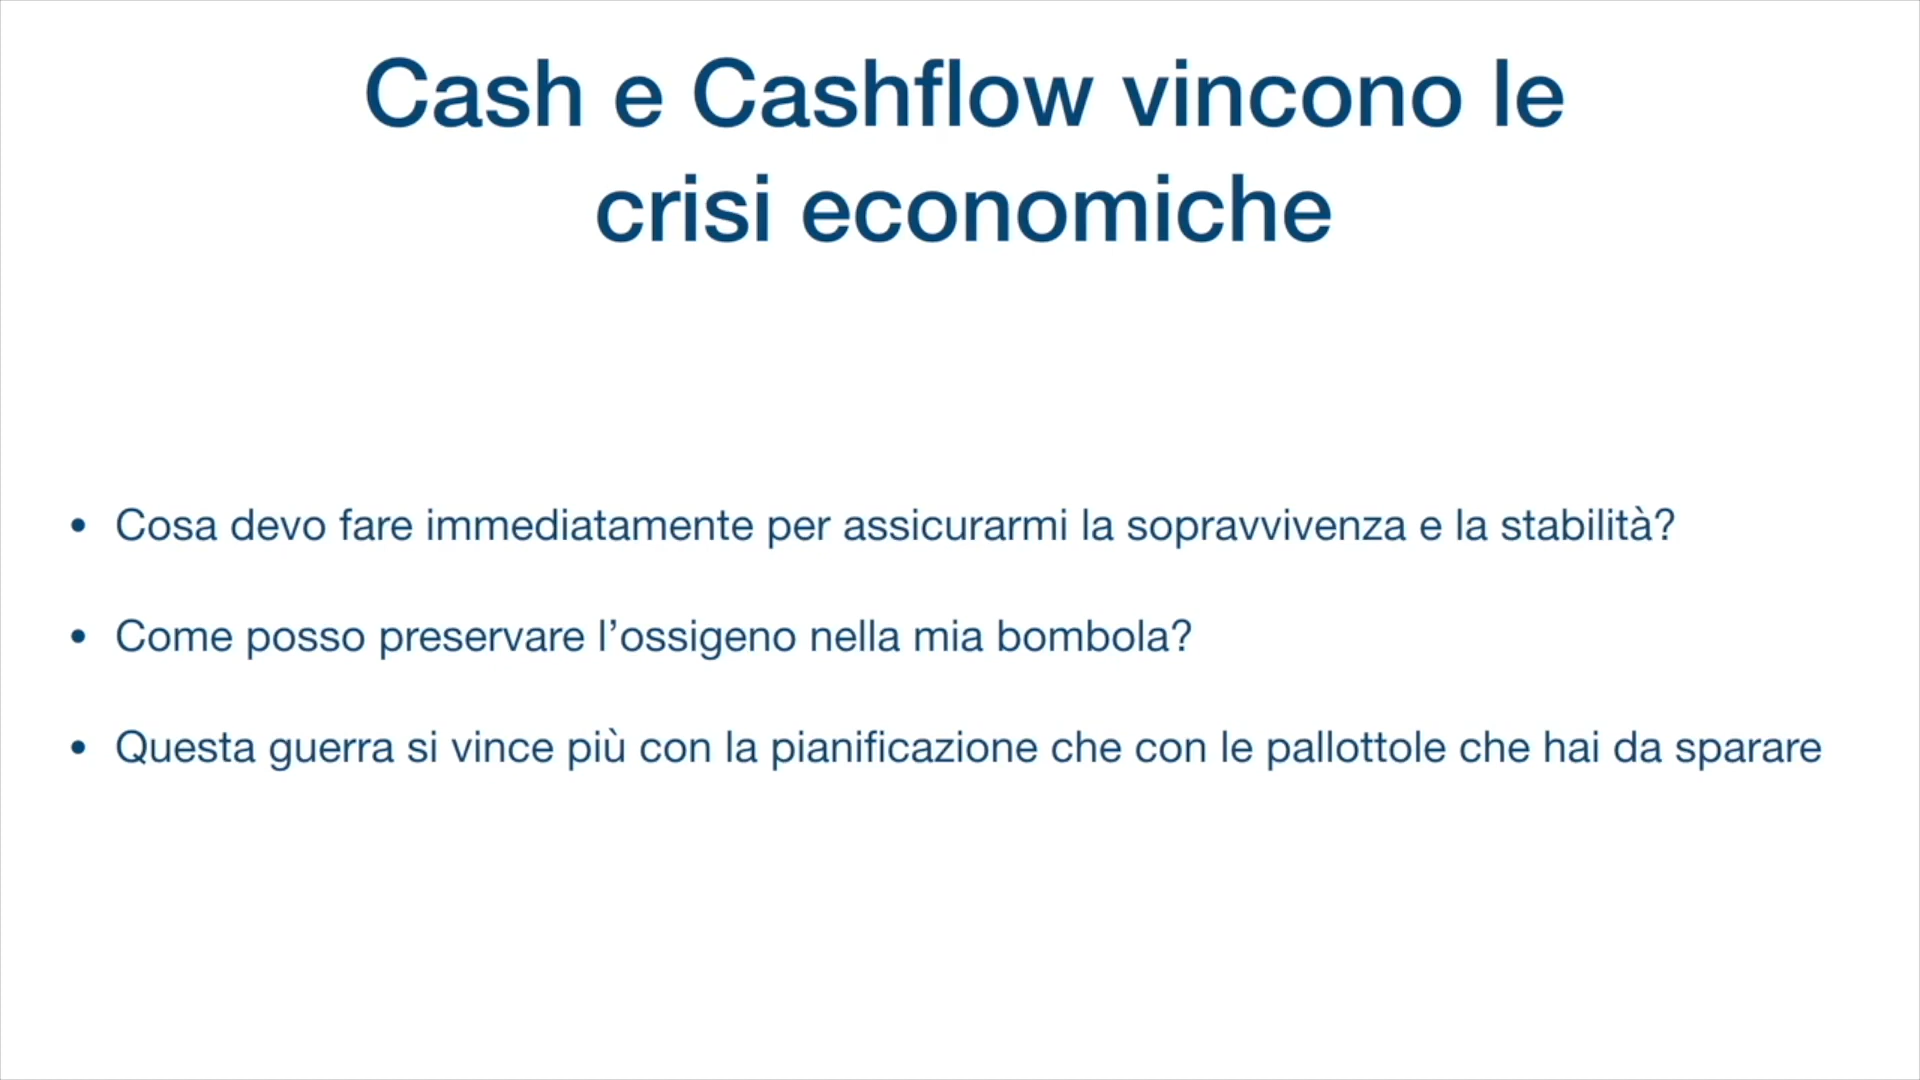 Cash e Cashflow vincono le
crisi economiche
• Cosa devo fare immediatamente per assicurarmi la sopravvivenza e la stabilità?
• Come posso preservare l’ossigeno nella mia bombola?
• Questa guerra si vince più con la pianificazione che con le pallottole che hai da sparare